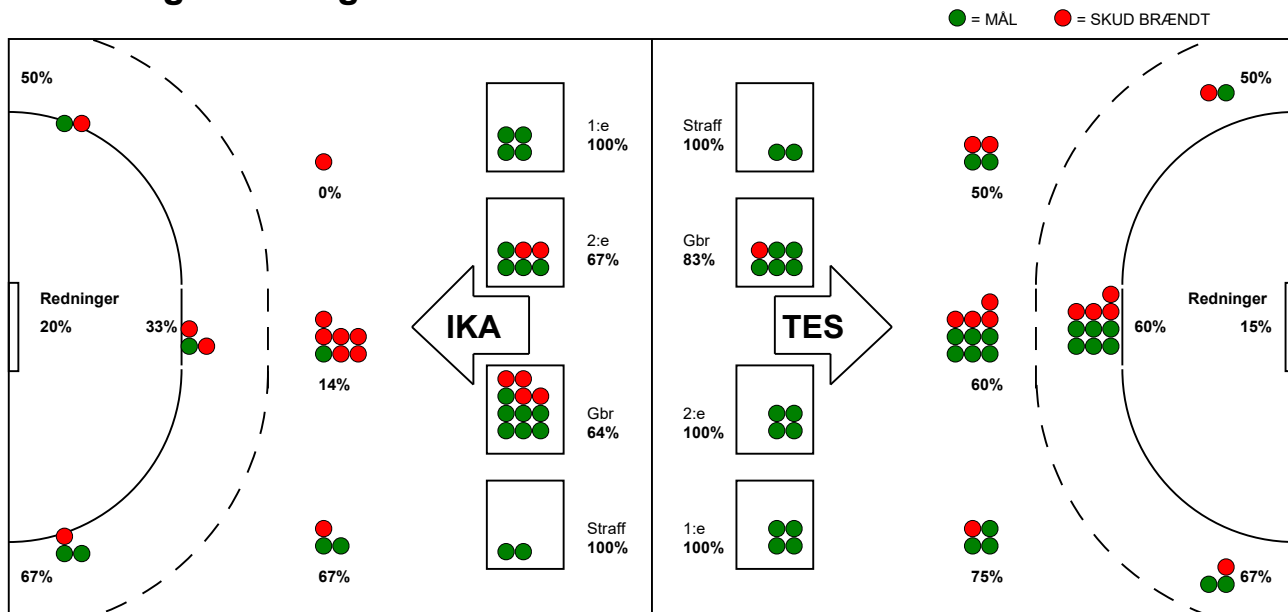 = MÅL
= SKUD BRÆNDT
50%
1:e
100%
0%
2:e
67%
Redninger
20%
33%
IKA
14%
Gbr
64%
Straff
100%
67%
67%
Straff
100%
50%
50%
Gbr
83%
TES
60%
60%
Redninger
15%
2:e
100%
1:e
100%
75%
67%